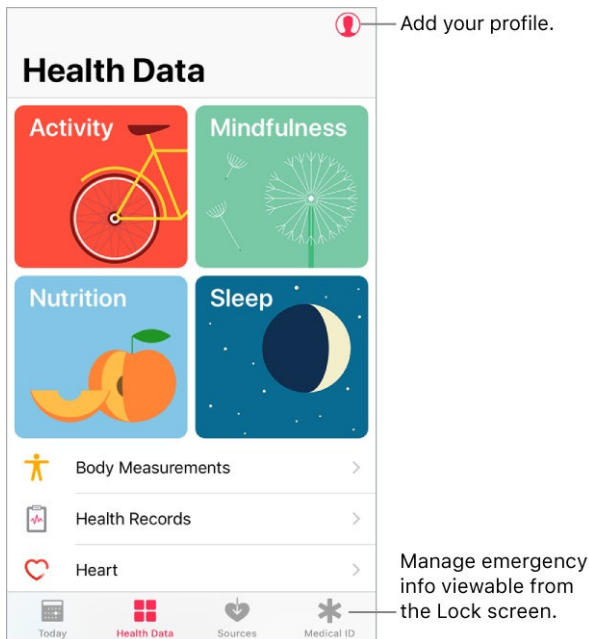 Add your profile.
Health Data
Activity
Mindfulness
Nutrition
Sleep
Body Measurements
Health Records
Heart
Manage emergency
info viewable from
the Lock screen.
Today
Health Data
Sources
Medical ID